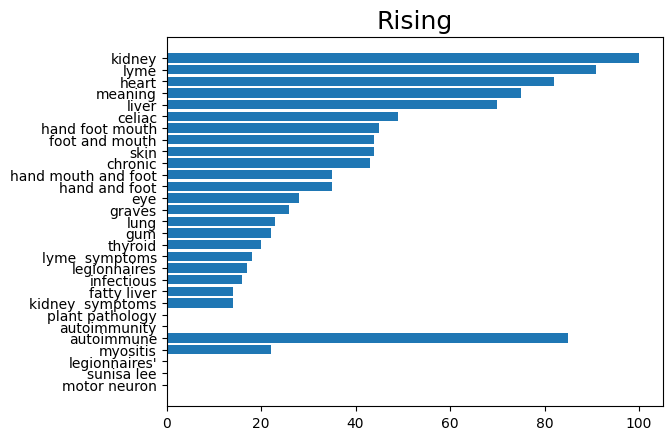 Rising
kidney
lyme
heart
meaning
liver
celiac
hand foot mouth
foot and mouth
skin
chronic
hand mouth and foot
hand and foot
eye
graves
lung
gum
thyroid
lyme  symptoms
legionnaires
infectious
fatty liver
kidney  symptoms
plant pathology
autoimmunity
autoimmune
myositis
legionnaires'
sunisa lee
motor neuron
0 20 40 60 80 100